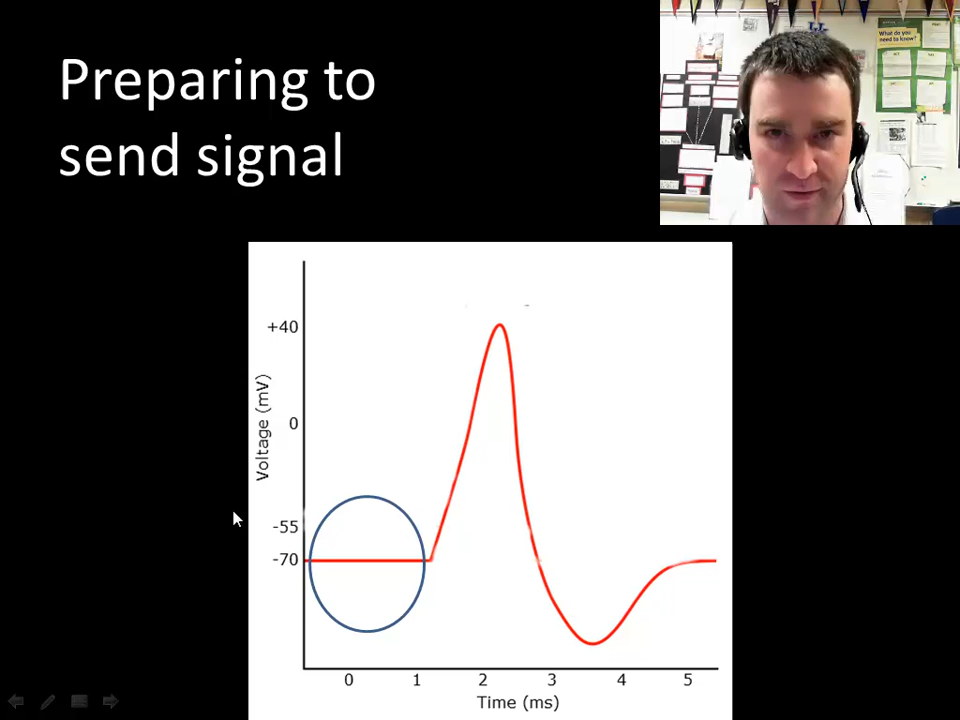 Preparing to
send signal
What do you
need to know?
+40
0
-55
-70
Voltage (mV)
0 1 2 3 4 5
Time (ms)